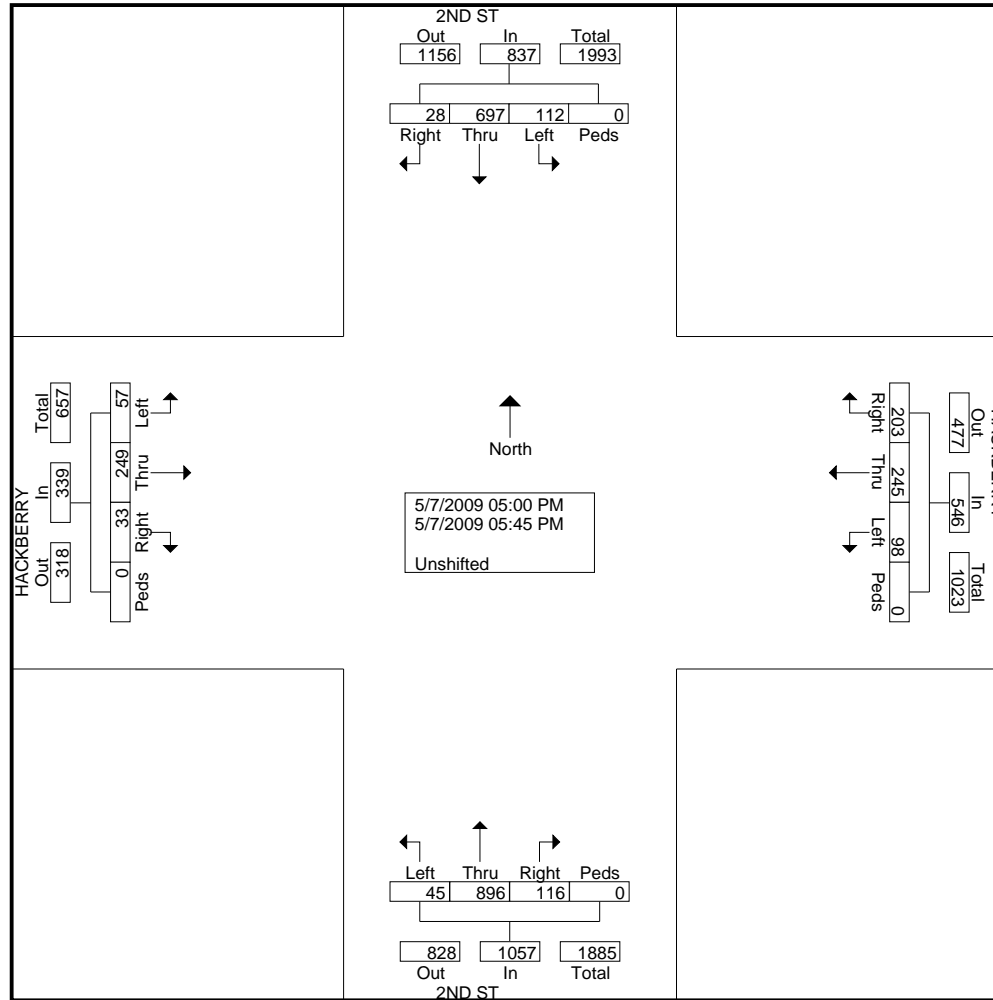 2ND ST
Out In Total
1156 837 1993
28 697 112 0
Right Thru Left Peds
North
5/7/2009 05:00 PM
5/7/2009 05:45 PM
Unshifted
HACKBERRY
Out In Total
318 339 657
Left Thru Right Peds
57 249 33 0
Out In Total
477 546 1023
203 245 98 0
Right Thru Left Peds
Left Thru Right Peds
45 896 116 0
828 1057 1885
Out In Total
2ND ST